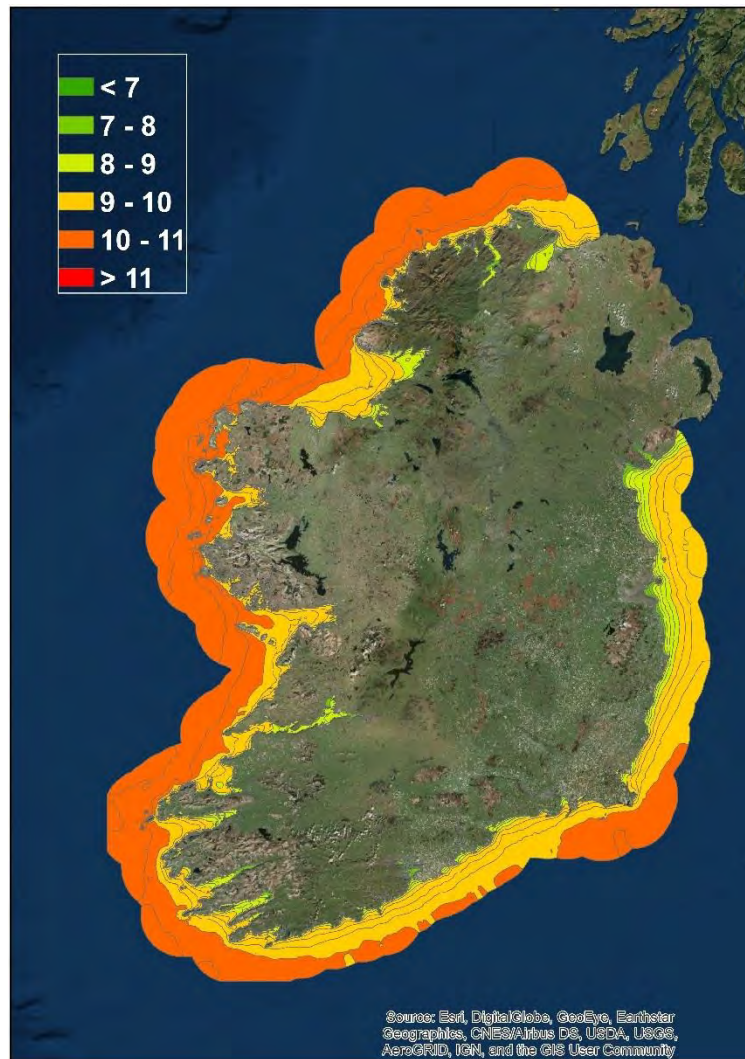 < 7
7 - 8
8 - 9
9 - 10
10 - 11
> 11
Source: Esri, DigitalGlobe, GeoEye, Earthstar
Geographics, CNES/Airbus DS, USDA, USGS,
AeroGRID, IGN, and the GIS User Community